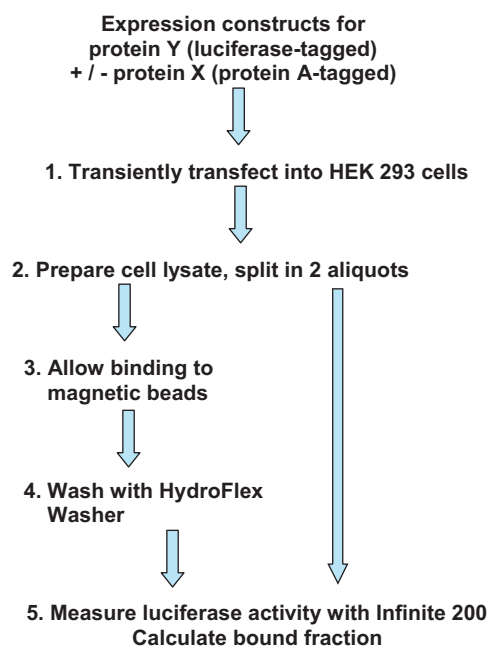 Expression constructs for
protein Y (luciferase-tagged)
+ / - protein X (protein A-tagged)
1. Transiently transfect into HEK 293 cells
2. Prepare cell lysate, split in 2 aliquots
3. Allow binding to
magnetic beads
4. Wash with HydroFlex
Washer
5. Measure luciferase activity with Infinite 200
Calculate bound fraction